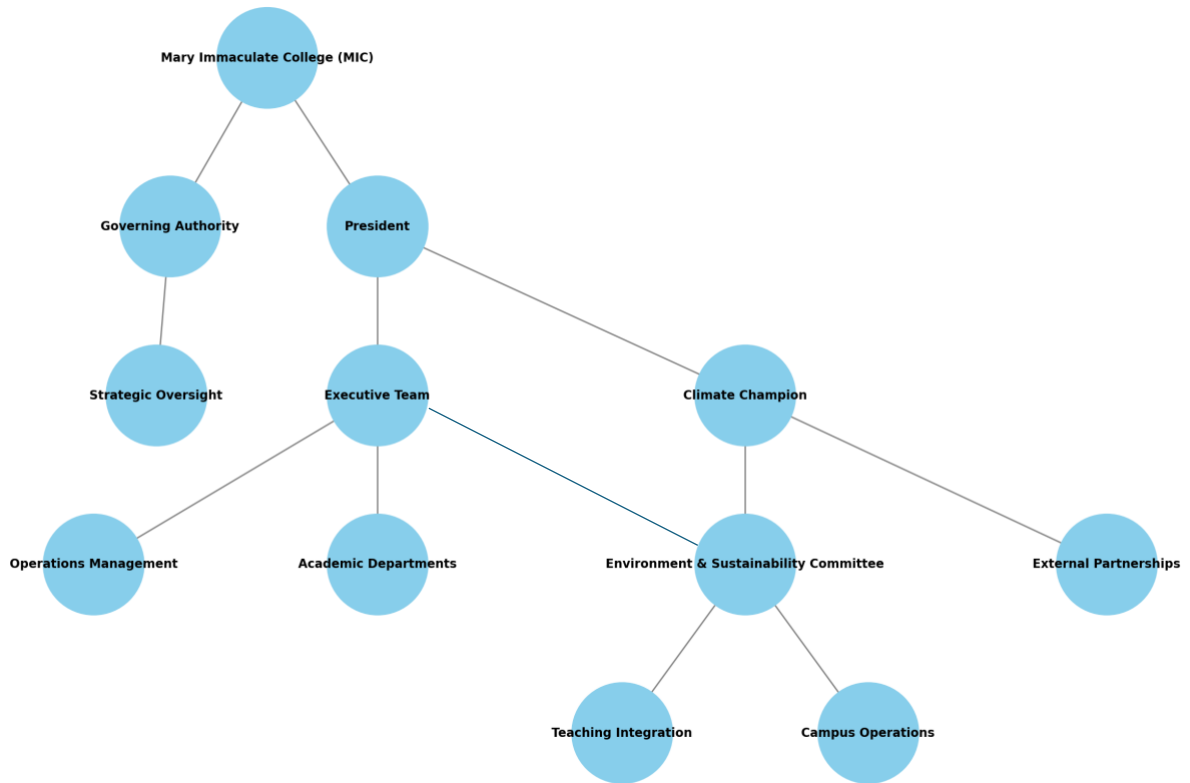 Mary Immaculate College (MIC)
Governing Authority
President
Strategic Oversight
Executive Team
Climate Champion
Operations Management
Academic Departments
Environment & Sustainability Committee
External Partnerships
Teaching Integration
Campus Operations